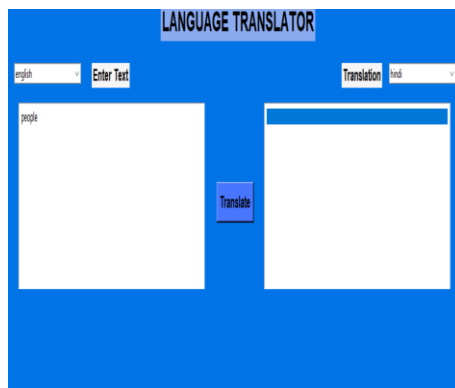 LANGUAGE TRANSLATOR
english Enter Text Translation hindi
people
Translate